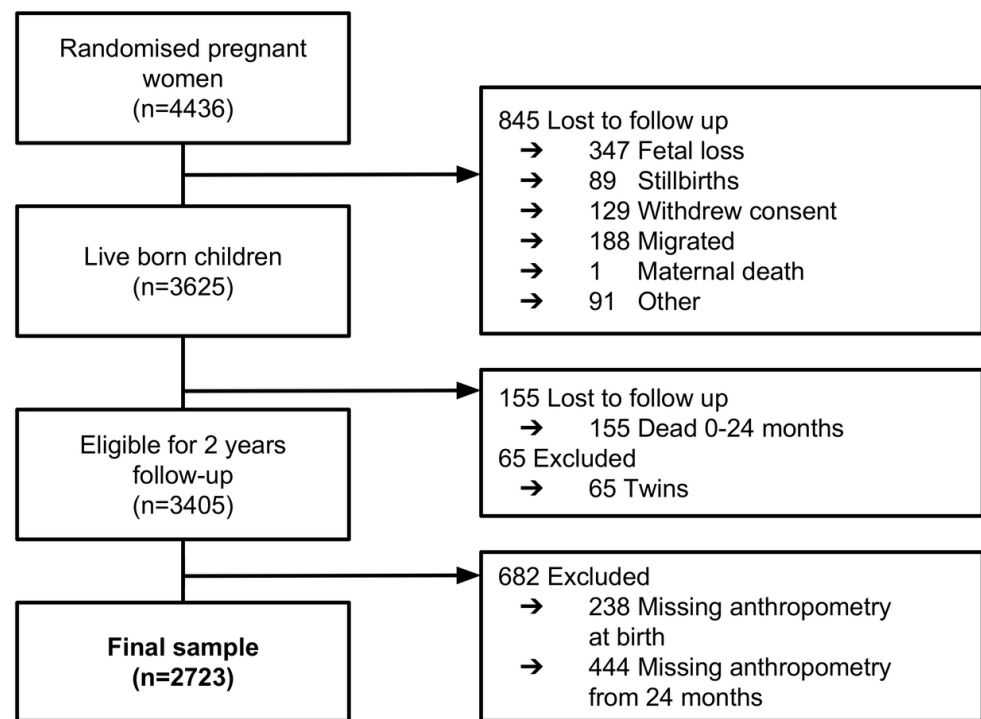 Randomised pregnant
women
(n=4436)
845 Lost to follow up
➔ 347 Fetal loss
➔ 89 Stillbirths
➔ 129 Withdrew consent
➔ 188 Migrated
➔ 1 Maternal death
➔ 91 Other
Live born children
(n=3625)
155 Lost to follow up
➔ 155 Dead 0-24 months
65 Excluded
➔ 65 Twins
Eligible for 2 years
follow-up
(n=3405)
682 Excluded
➔ 238 Missing anthropometry
at birth
➔ 444 Missing anthropometry
from 24 months
Final sample
(n=2723)